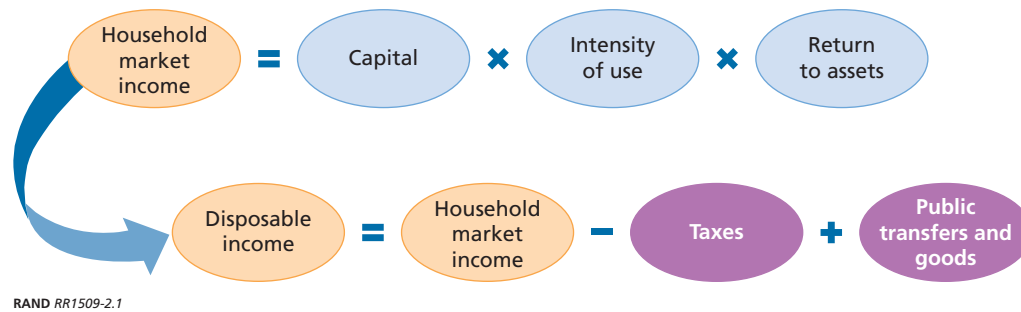 Household
market
income
=
Capital
×
Intensity
of use
×
Return
to assets
Disposable
income
=
Household
market
income
–
Taxes
+
Public
transfers and
goods
RAND RR1509-2.1